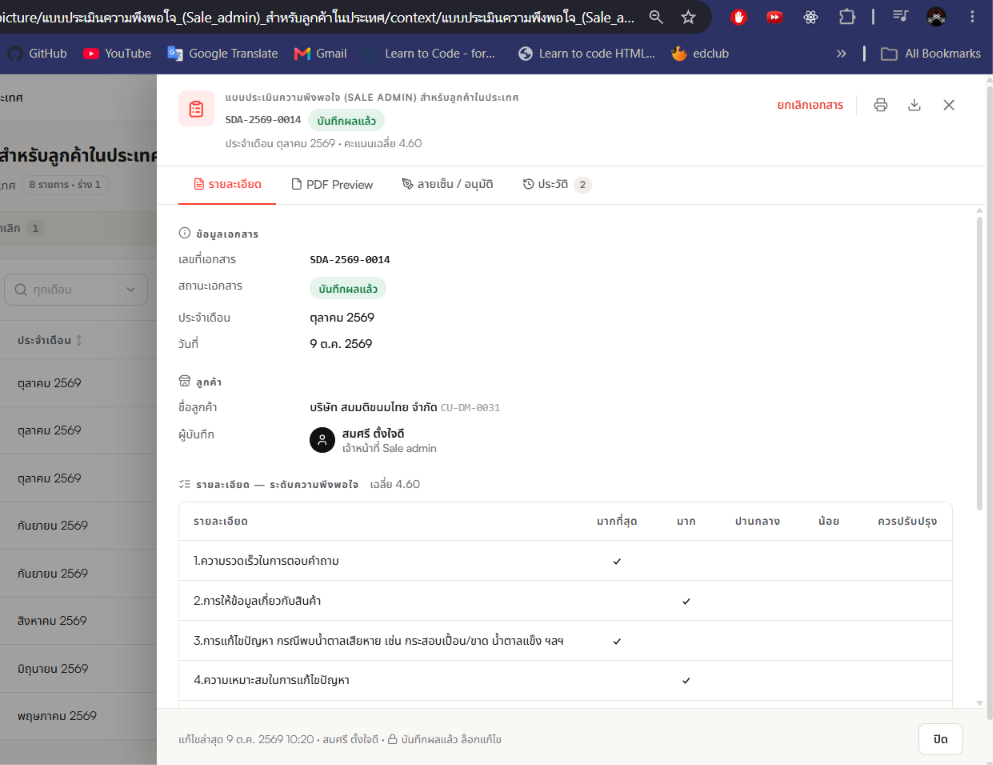 picture/แบบประเมินความพึงพอใจ_(Sale_admin)_สำหรับลูกค้าในประเทศ/context/แบบประเมินความพึงพอใจ_(Sale_a...
GitHub YouTube Google Translate Gmail Learn to Code - for... Learn to code HTML... edclub » All Bookmarks
ะเทศ
สำหรับลูกค้าในประเทศ
เทศ 8 รายการ • ร่าง 1
าเลิก 1
ทุกเดือน
ประจำเดือน
ตุลาคม 2569
ตุลาคม 2569
ตุลาคม 2569
กันยายน 2569
กันยายน 2569
สิงหาคม 2569
มิถุนายน 2569
พฤษภาคม 2569
แบบประเมินความพึงพอใจ (SALE ADMIN) สำหรับลูกค้าในประเทศ
SDA-2569-0014 บันทึกผลแล้ว
ประจำเดือน ตุลาคม 2569 • คะแนนเฉลี่ย 4.60
ยกเลิกเอกสาร
รายละเอียด PDF Preview ลายเซ็น / อนุมัติ ประวัติ 2
ข้อมูลเอกสาร
เลขที่เอกสาร SDA-2569-0014
สถานะเอกสาร บันทึกผลแล้ว
ประจำเดือน ตุลาคม 2569
วันที่ 9 ต.ค. 2569
ลูกค้า
ชื่อลูกค้า บริษัท สมมติขนมไทย จำกัด CU-DM-0031
ผู้บันทึก สมศรี ตั้งใจดี
เจ้าหน้าที่ Sale admin
รายละเอียด — ระดับความพึงพอใจ เฉลี่ย 4.60
รายละเอียด มากที่สุด มาก ปานกลาง น้อย ควรปรับปรุง
1.ความรวดเร็วในการตอบคำถาม ✓
2.การให้ข้อมูลเกี่ยวกับสินค้า ✓
3.การแก้ไขปัญหา กรณีพบน้ำตาลเสียหาย เช่น กระสอบเปื้อน/ขาด น้ำตาลแข็ง ฯลฯ ✓
4.ความเหมาะสมในการแก้ไขปัญหา ✓
แก้ไขล่าสุด 9 ต.ค. 2569 10:20 • สมศรี ตั้งใจดี • บันทึกผลแล้ว ล็อกแก้ไข
ปิด